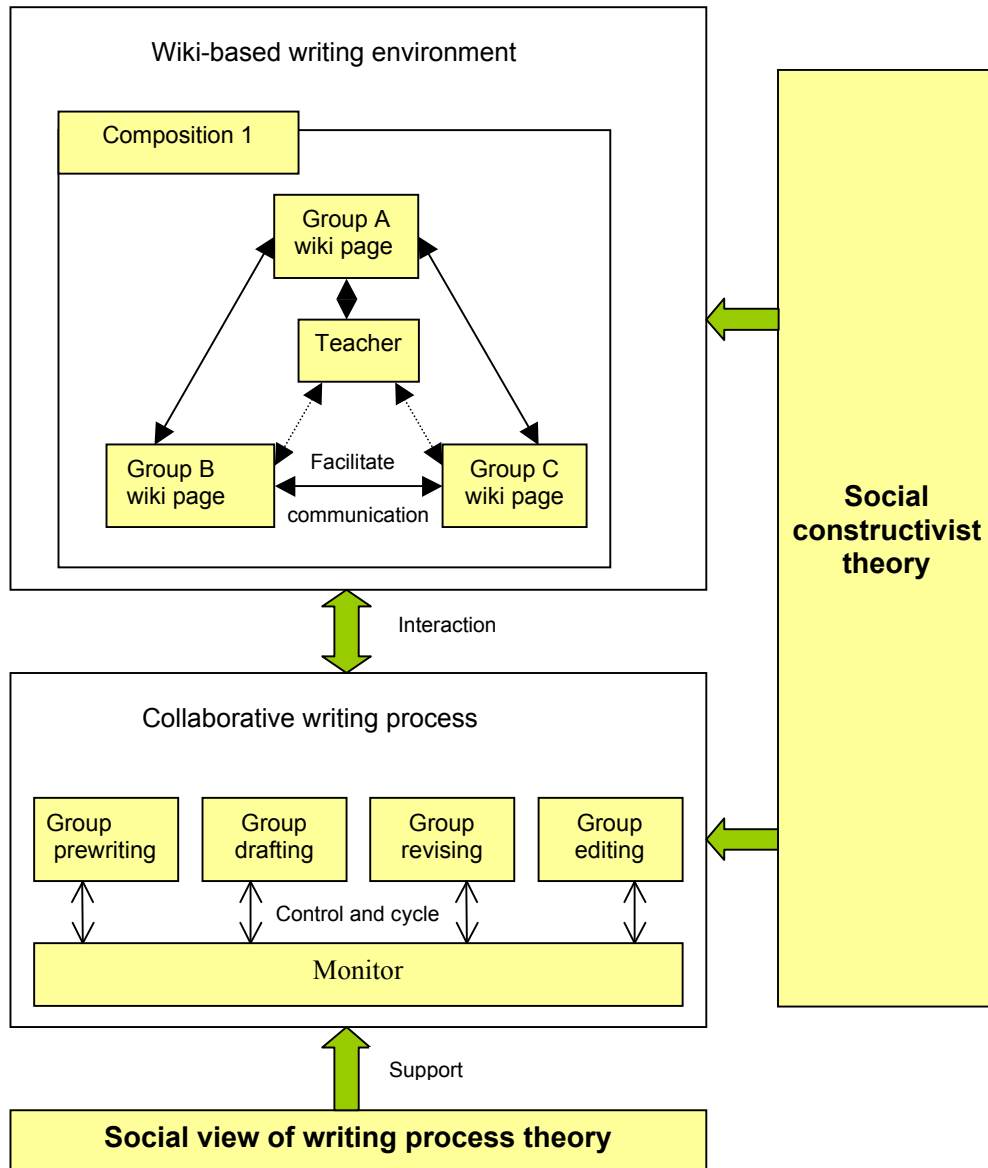 Wiki-based writing environment
Composition 1
Group A
wiki page
Teacher
Group B
wiki page
Facilitate
communication
Group C
wiki page
Social
constructivist
theory
Interaction
Collaborative writing process
Group
prewriting
Group
drafting
Group
revising
Group
editing
Control and cycle
Monitor
Support
Social view of writing process theory